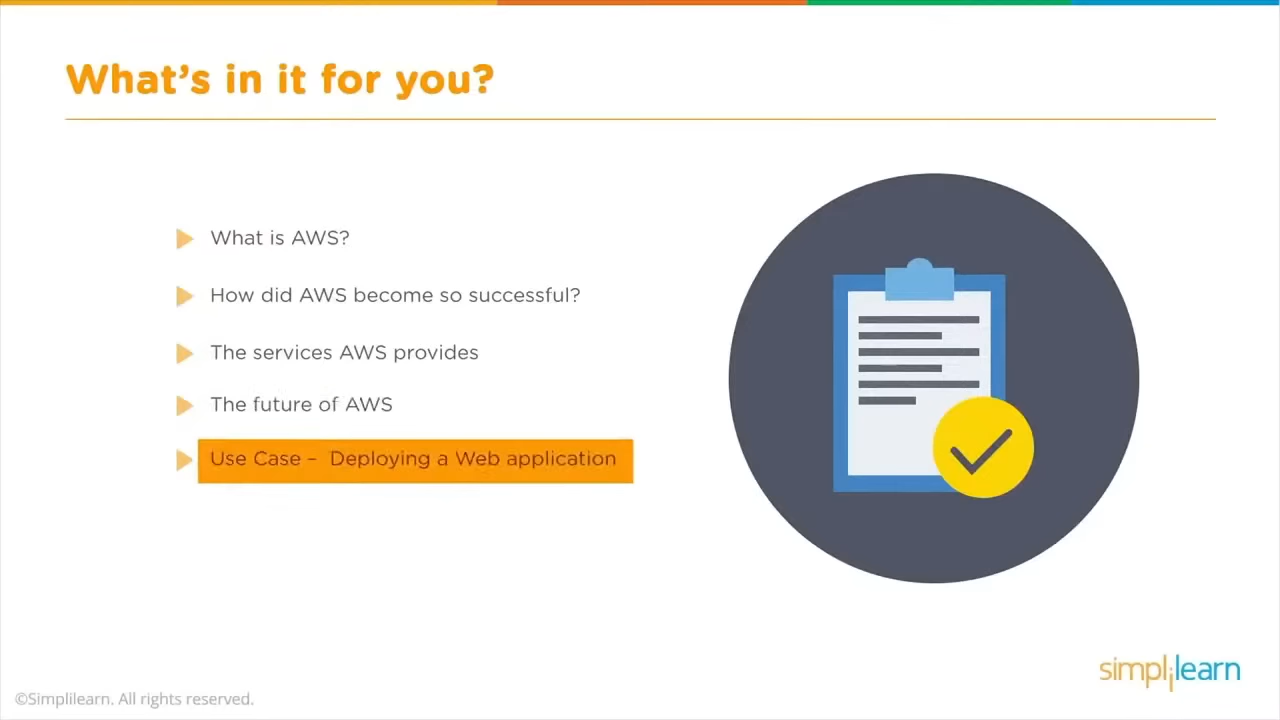 What's in it for you?
What is AWS?
How did AWS become so successful?
The services AWS provides
The future of AWS
Use Case – Deploying a Web application
simplilearn
©Simplilearn. All rights reserved.